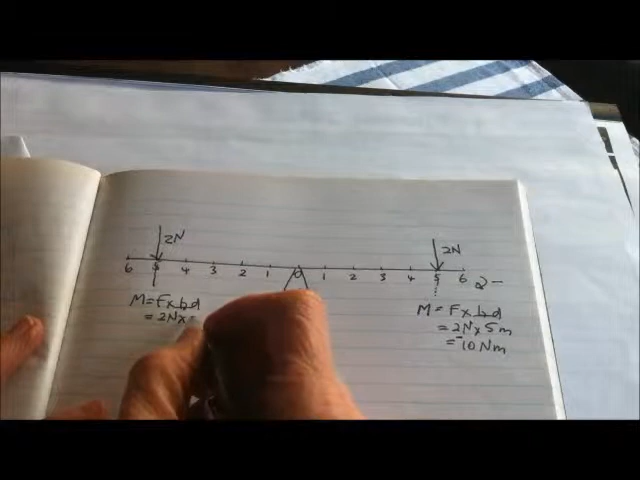 2N 2N
6 5 4 3 2 1 0 1 2 3 4 5 6
M = F x ⊥d
= 2N x
M = F x ⊥d
= 2N x 5m
= -10 Nm